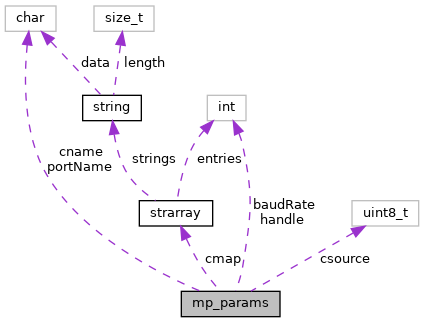 char
size_t
data
length
string
int
cname
portName
strings
entries
baudRate
handle
strarray
uint8_t
cmap
csource
mp_params